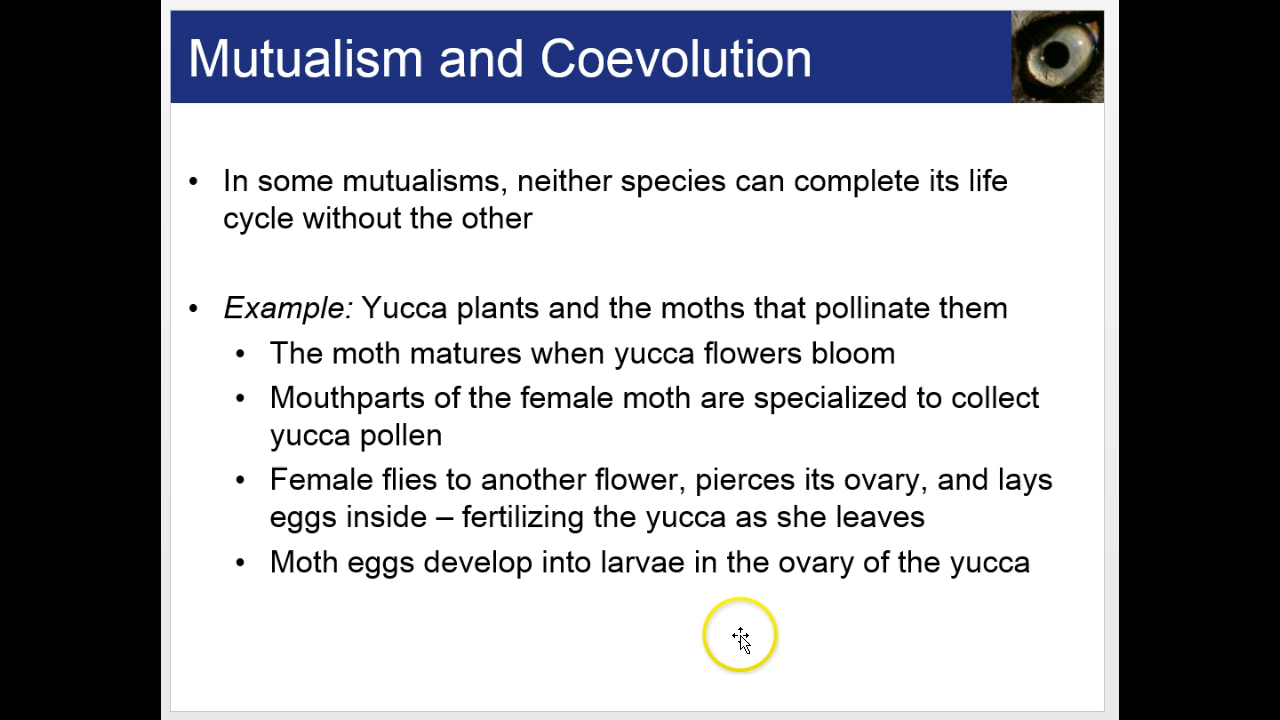 Mutualism and Coevolution
• In some mutualisms, neither species can complete its life
cycle without the other
• Example: Yucca plants and the moths that pollinate them
• The moth matures when yucca flowers bloom
• Mouthparts of the female moth are specialized to collect
yucca pollen
• Female flies to another flower, pierces its ovary, and lays
eggs inside – fertilizing the yucca as she leaves
• Moth eggs develop into larvae in the ovary of the yucca